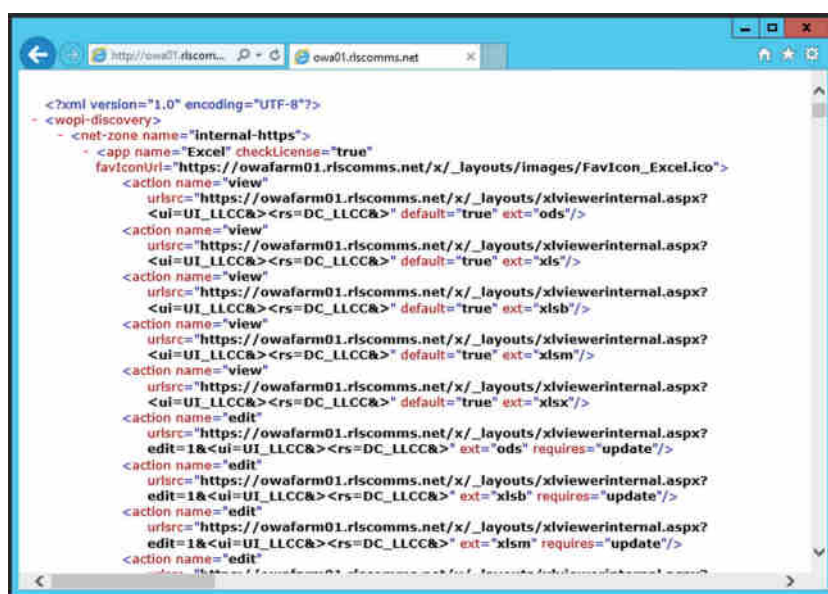 http://owa01.rlscom...
owa01.rlscomms.net
<?xml version="1.0" encoding="UTF-8"?>
- <wopi-discovery>
- <net-zone name="internal-https">
- <app name="Excel" checkLicense="true"
favIconUrl="https://owafarm01.rlscomms.net/x/_layouts/images/FavIcon_Excel.ico">
<action name="view"
urlsrc="https://owafarm01.rlscomms.net/x/_layouts/xlviewerinternal.aspx?
<ui=UI_LLCC&><rs=DC_LLCC&>" default="true" ext="ods"/>
<action name="view"
urlsrc="https://owafarm01.rlscomms.net/x/_layouts/xlviewerinternal.aspx?
<ui=UI_LLCC&><rs=DC_LLCC&>" default="true" ext="xls"/>
<action name="view"
urlsrc="https://owafarm01.rlscomms.net/x/_layouts/xlviewerinternal.aspx?
<ui=UI_LLCC&><rs=DC_LLCC&>" default="true" ext="xlsb"/>
<action name="view"
urlsrc="https://owafarm01.rlscomms.net/x/_layouts/xlviewerinternal.aspx?
<ui=UI_LLCC&><rs=DC_LLCC&>" default="true" ext="xlsm"/>
<action name="view"
urlsrc="https://owafarm01.rlscomms.net/x/_layouts/xlviewerinternal.aspx?
<ui=UI_LLCC&><rs=DC_LLCC&>" default="true" ext="xlsx"/>
<action name="edit"
urlsrc="https://owafarm01.rlscomms.net/x/_layouts/xlviewerinternal.aspx?
edit=1&<ui=UI_LLCC&><rs=DC_LLCC&>" ext="ods" requires="update"/>
<action name="edit"
urlsrc="https://owafarm01.rlscomms.net/x/_layouts/xlviewerinternal.aspx?
edit=1&<ui=UI_LLCC&><rs=DC_LLCC&>" ext="xlsb" requires="update"/>
<action name="edit"
urlsrc="https://owafarm01.rlscomms.net/x/_layouts/xlviewerinternal.aspx?
edit=1&<ui=UI_LLCC&><rs=DC_LLCC&>" ext="xlsm" requires="update"/>
<action name="edit"